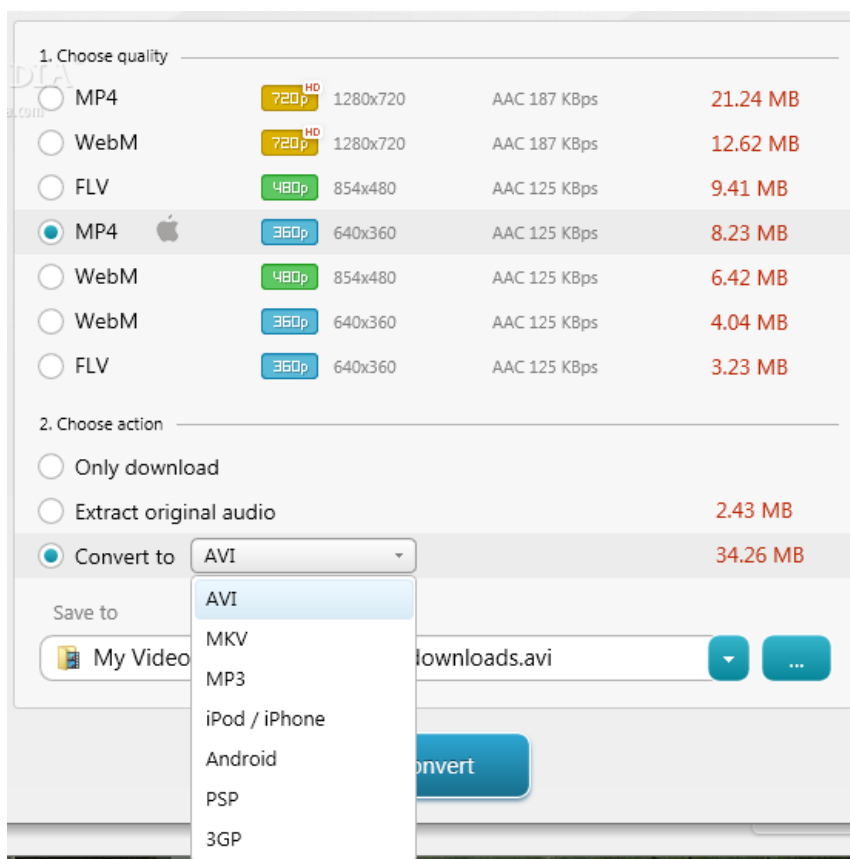 1. Choose quality
MP4 720p HD 1280x720 AAC 187 KBps 21.24 MB
WebM 720p HD 1280x720 AAC 187 KBps 12.62 MB
FLV 480p 854x480 AAC 125 KBps 9.41 MB
MP4 360p 640x360 AAC 125 KBps 8.23 MB
WebM 480p 854x480 AAC 125 KBps 6.42 MB
WebM 360p 640x360 AAC 125 KBps 4.04 MB
FLV 360p 640x360 AAC 125 KBps 3.23 MB
2. Choose action
Only download
Extract original audio 2.43 MB
Convert to AVI 34.26 MB
AVI
Save to
MKV
My Video downloads.avi
...
MP3
iPod / iPhone
Android
PSP
3GP